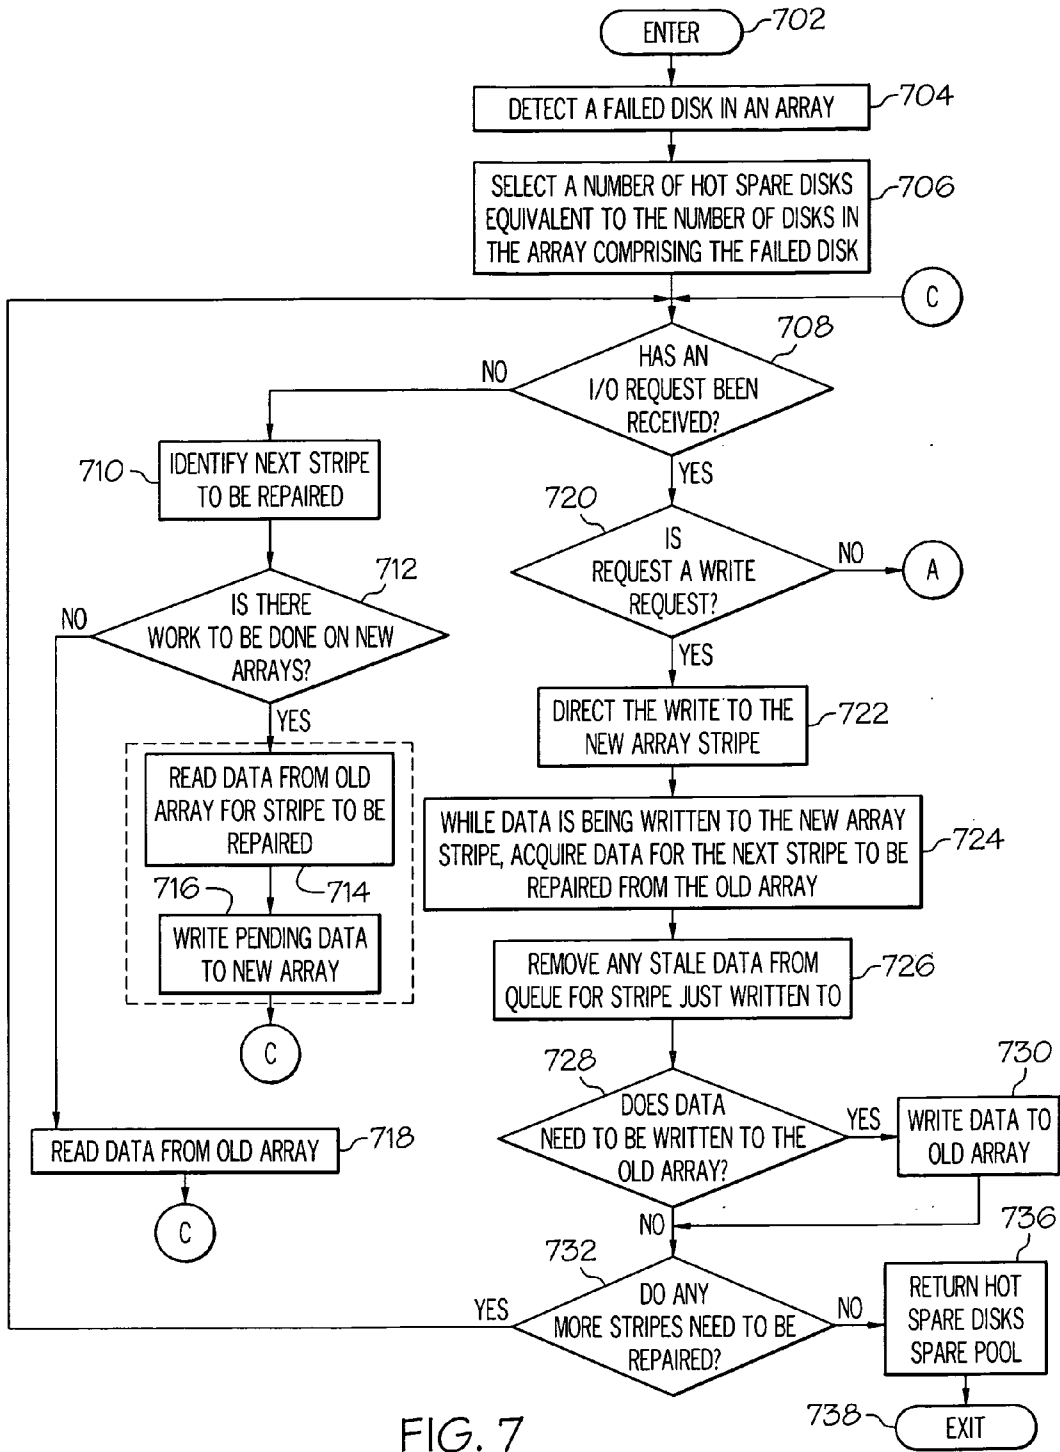 ENTER
702
DETECT A FAILED DISK IN AN ARRAY
704
SELECT A NUMBER OF HOT SPARE DISKS
EQUIVALENT TO THE NUMBER OF DISKS IN
THE ARRAY COMPRISING THE FAILED DISK
706
C
708
HAS AN
I/O REQUEST BEEN
RECEIVED?
NO
YES
710
IDENTIFY NEXT STRIPE
TO BE REPAIRED
720
IS
REQUEST A WRITE
REQUEST?
NO
A
YES
712
IS THERE
WORK TO BE DONE ON NEW
ARRAYS?
NO
YES
DIRECT THE WRITE TO THE
NEW ARRAY STRIPE
722
READ DATA FROM OLD
ARRAY FOR STRIPE TO BE
REPAIRED
714
716
WRITE PENDING DATA
TO NEW ARRAY
C
WHILE DATA IS BEING WRITTEN TO THE NEW ARRAY
STRIPE, ACQUIRE DATA FOR THE NEXT STRIPE TO BE
REPAIRED FROM THE OLD ARRAY
724
REMOVE ANY STALE DATA FROM
QUEUE FOR STRIPE JUST WRITTEN TO
726
728
DOES DATA
NEED TO BE WRITTEN TO THE
OLD ARRAY?
YES
730
WRITE DATA TO
OLD ARRAY
NO
READ DATA FROM OLD ARRAY
718
C
732
DO ANY
MORE STRIPES NEED TO BE
REPAIRED?
YES
NO
736
RETURN HOT
SPARE DISKS
SPARE POOL
738
EXIT
FIG. 7